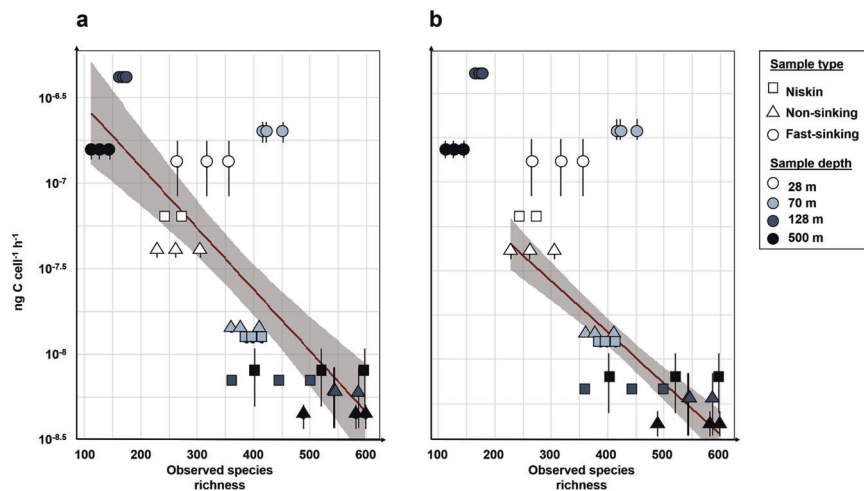 a
b
ng C cell⁻¹ h⁻¹
10⁻⁶·⁵
10⁻⁷
10⁻⁷·⁵
10⁻⁸
10⁻⁸·⁵
100 200 300 400 500 600
Observed species
richness
100 200 300 400 500 600
Observed species
richness
Sample type
Niskin
Non-sinking
Fast-sinking
Sample depth
28 m
70 m
128 m
500 m